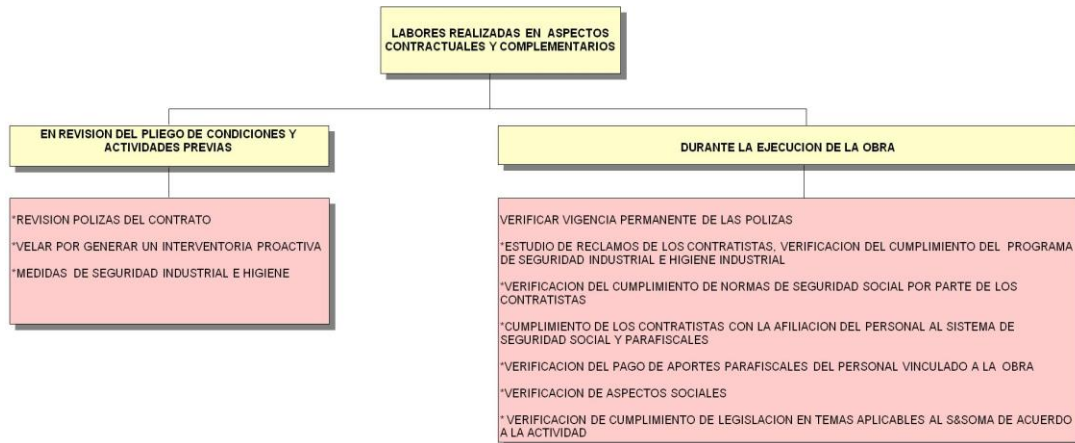 LABORES REALIZADAS EN ASPECTOS
CONTRACTUALES Y COMPLEMENTARIOS
EN REVISION DEL PLIEGO DE CONDICIONES Y
ACTIVIDADES PREVIAS
*REVISION POLIZAS DEL CONTRATO
*VELAR POR GENERAR UN INTERVENTORIA PROACTIVA
*MEDIDAS DE SEGURIDAD INDUSTRIAL E HIGIENE
DURANTE LA EJECUCION DE LA OBRA
VERIFICAR VIGENCIA PERMANENTE DE LAS POLIZAS
*ESTUDIO DE RECLAMOS DE LOS CONTRATISTAS, VERIFICACION DEL CUMPLIMIENTO DEL PROGRAMA
DE SEGURIDAD INDUSTRIAL E HIGIENE INDUSTRIAL
*VERIFICACION DEL CUMPLIMIENTO DE NORMAS DE SEGURIDAD SOCIAL POR PARTE DE LOS
CONTRATISTAS
*CUMPLIMIENTO DE LOS CONTRATISTAS CON LA AFILIACION DEL PERSONAL AL SISTEMA DE
SEGURIDAD SOCIAL Y PARAFISCALES
*VERIFICACION DEL PAGO DE APORTES PARAFISCALES DEL PERSONAL VINCULADO A LA OBRA
*VERIFICACION DE ASPECTOS SOCIALES
* VERIFICACION DE CUMPLIMIENTO DE LEGISLACION EN TEMAS APLICABLES AL S&SOMA DE ACUERDO
A LA ACTIVIDAD